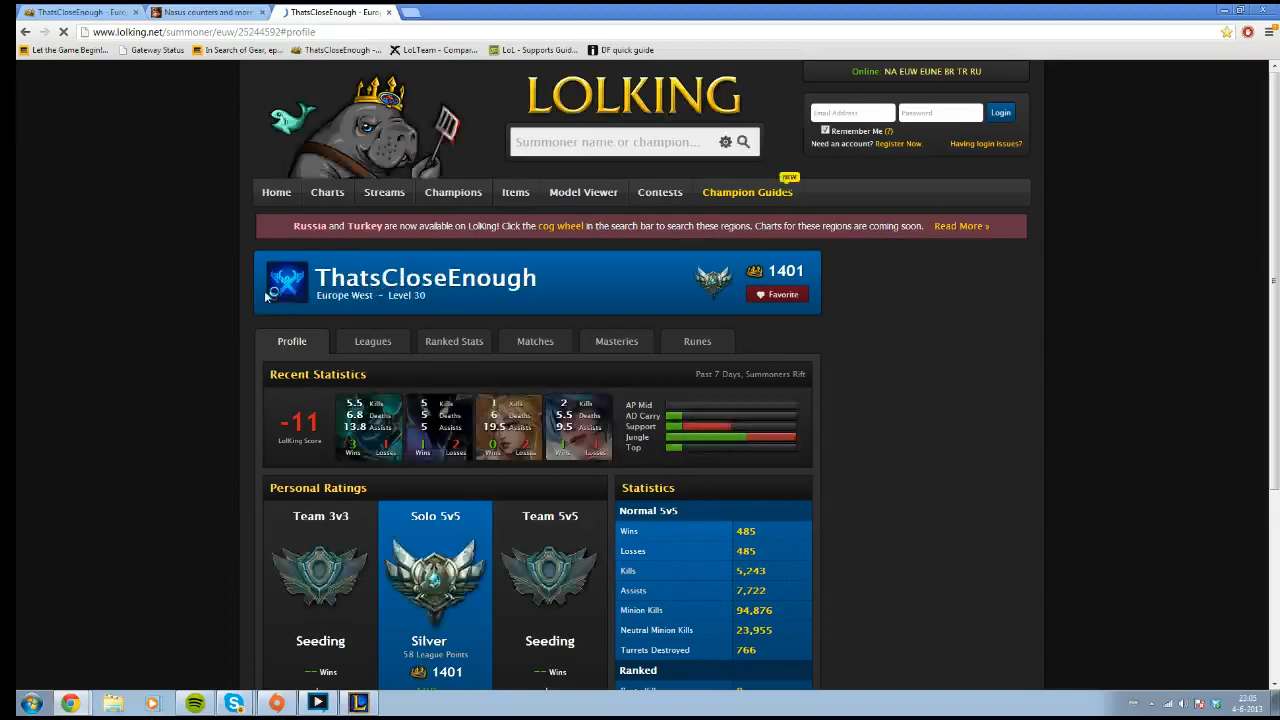 ThatsCloseEnough - Euro
Nasus counters and more
ThatsCloseEnough - Euro
www.lolking.net/summoner/euw/25244592#profile
Let the Game Beginl...
Gateway Status
In Search of Gear, ep...
ThatsCloseEnough -...
LoLTeam - Compar...
LoL - Supports Guid...
DF quick guide
Online: NA EUW EUNE BR TR RU
LOLKING
Email Address
Password
Login
Remember Me (?)
Need an account? Register Now.
Having login issues?
Summoner name or champion...
NEW
Home
Charts
Streams
Champions
Items
Model Viewer
Contests
Champion Guides
Russia and Turkey are now available on LolKing! Click the cog wheel in the search bar to search these regions. Charts for these regions are coming soon.
Read More »
ThatsCloseEnough
Europe West - Level 30
1401
Favorite
Profile
Leagues
Ranked Stats
Matches
Masteries
Runes
Recent Statistics
Past 7 Days, Summoners Rift
-11
LolKing Score
5.5 Kills
6.8 Deaths
13.8 Assists
3 1
Wins Losses
5 Kills
5 Deaths
5 Assists
1 2
Wins Losses
1 Kills
6 Deaths
19.5 Assists
0 2
Wins Losses
2 Kills
5.5 Deaths
9.5 Assists
1 1
Wins Losses
AP Mid
AD Carry
Support
Jungle
Top
Personal Ratings
Team 3v3
Seeding
-- Wins
Solo 5v5
Silver
58 League Points
1401
Team 5v5
Seeding
-- Wins
Statistics
Normal 5v5
Wins 485
Losses 485
Kills 5,243
Assists 7,722
Minion Kills 94,876
Neutral Minion Kills 23,955
Turrets Destroyed 766
Ranked
23:05
4-6-2013